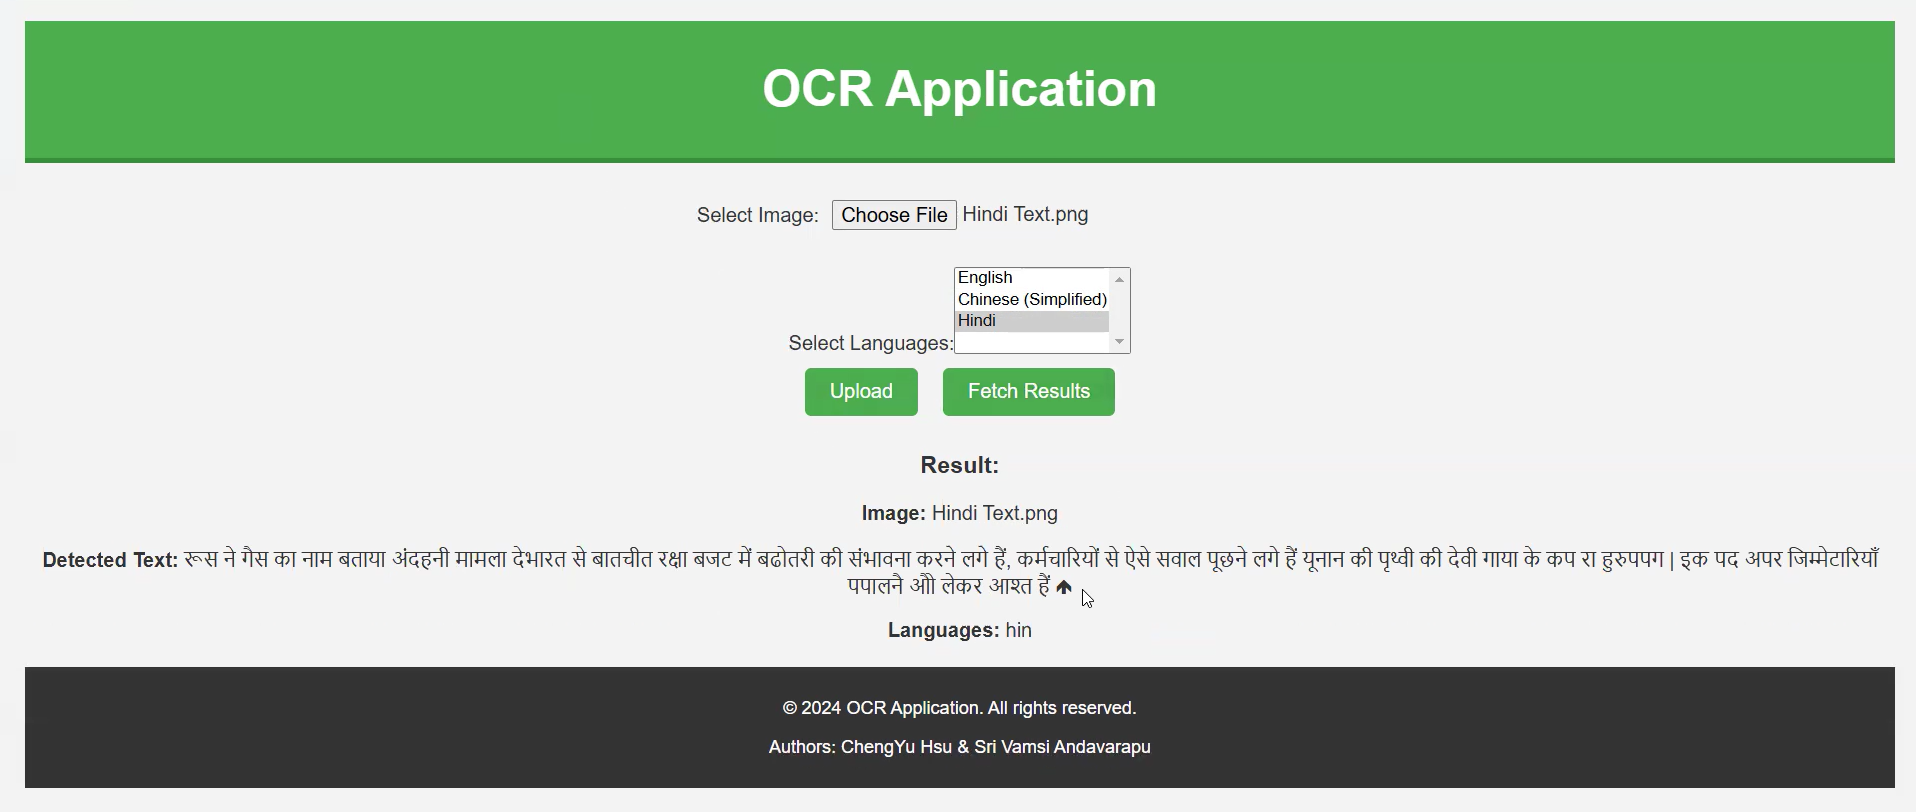 OCR Application
Select Image: Choose File Hindi Text.png
English
Chinese (Simplified)
Hindi
Select Languages:
Upload Fetch Results
Result:
Image: Hindi Text.png
Detected Text: रूस ने गैस का नाम बताया अंदहनी मामला देभारत से बातचीत रक्षा बजट में बढोतरी की संभावना करने लगे हैं, कर्मचारियों से ऐसे सवाल पूछने लगे हैं यूनान की पृथ्वी की देवी गाया के कप रा हुरुपपग | इक पद अपर जिम्मेटारियाँ
पपालनै औो लेकर आश्त हैं
Languages: hin
© 2024 OCR Application. All rights reserved.
Authors: ChengYu Hsu & Sri Vamsi Andavarapu